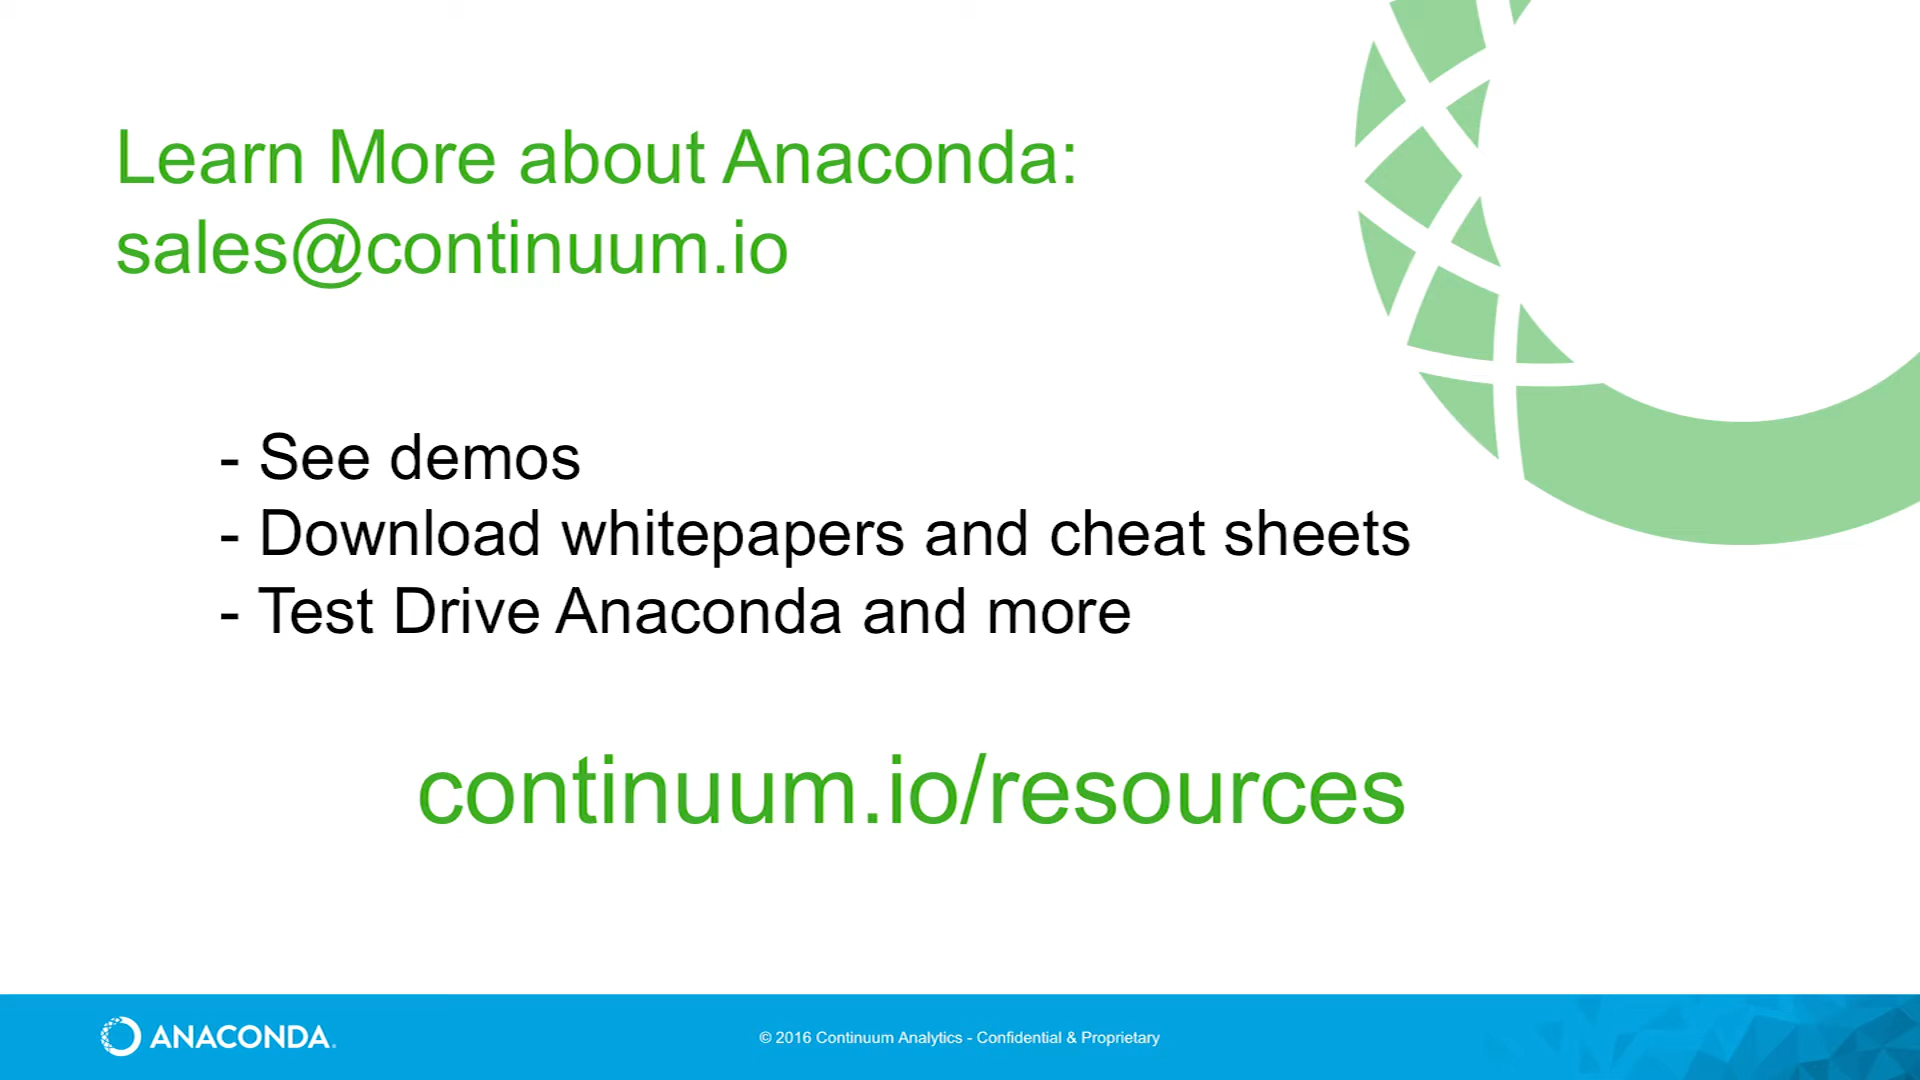 Learn More about Anaconda:
sales@continuum.io
- See demos
- Download whitepapers and cheat sheets
- Test Drive Anaconda and more
continuum.io/resources
ANACONDA.
© 2016 Continuum Analytics - Confidential & Proprietary